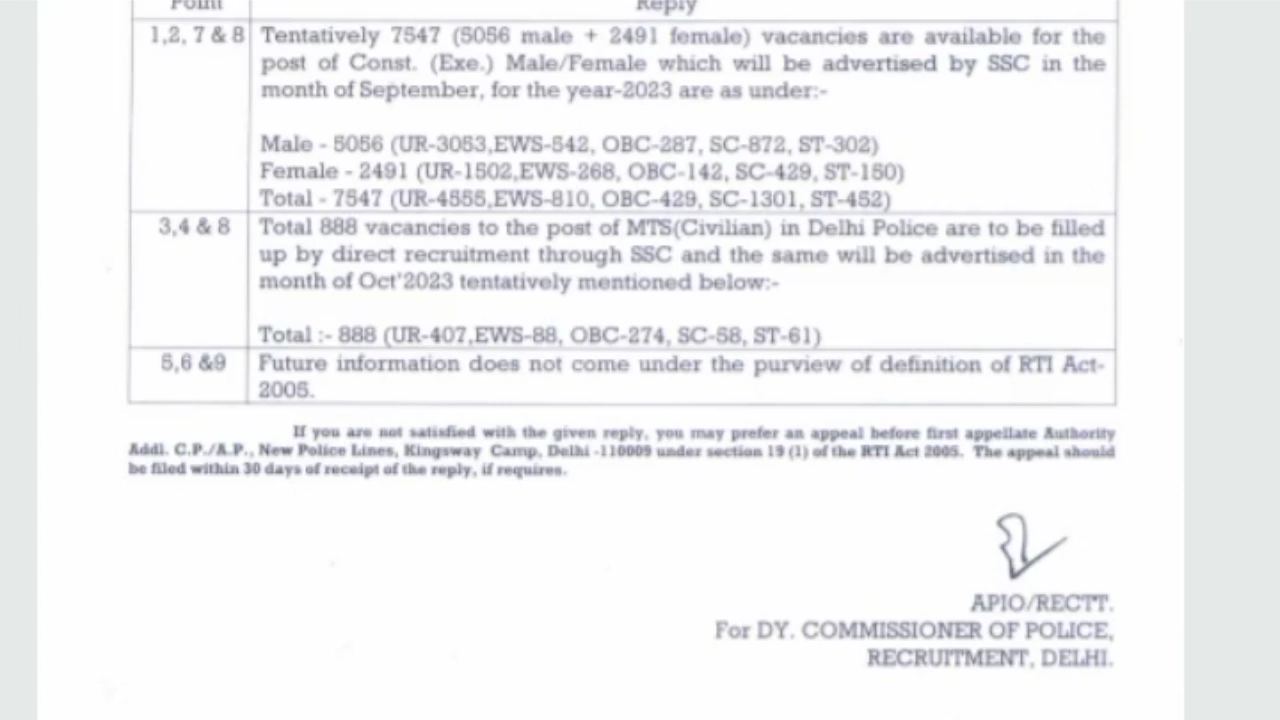 Point Reply
1,2, 7 & 8 Tentatively 7547 (5056 male + 2491 female) vacancies are available for the
post of Const. (Exe.) Male/Female which will be advertised by SSC in the
month of September, for the year-2023 are as under:-
Male - 5056 (UR-3053,EWS-542, OBC-287, SC-872, ST-302)
Female - 2491 (UR-1502,EWS-268, OBC-142, SC-429, ST-150)
Total - 7547 (UR-4555,EWS-810, OBC-429, SC-1301, ST-452)
3,4 & 8 Total 888 vacancies to the post of MTS(Civilian) in Delhi Police are to be filled
up by direct recruitment through SSC and the same will be advertised in the
month of Oct'2023 tentatively mentioned below:-
Total :- 888 (UR-407,EWS-88, OBC-274, SC-58, ST-61)
5,6 &9 Future information does not come under the purview of definition of RTI Act-
2005.
If you are not satisfied with the given reply, you may prefer an appeal before first appellate Authority
Addl. C.P./A.P., New Police Lines, Kingsway Camp, Delhi -110009 under section 19 (1) of the RTI Act 2005. The appeal should
be filed within 30 days of receipt of the reply, if requires.
APIO/RECTT.
For DY. COMMISSIONER OF POLICE,
RECRUITMENT, DELHI.